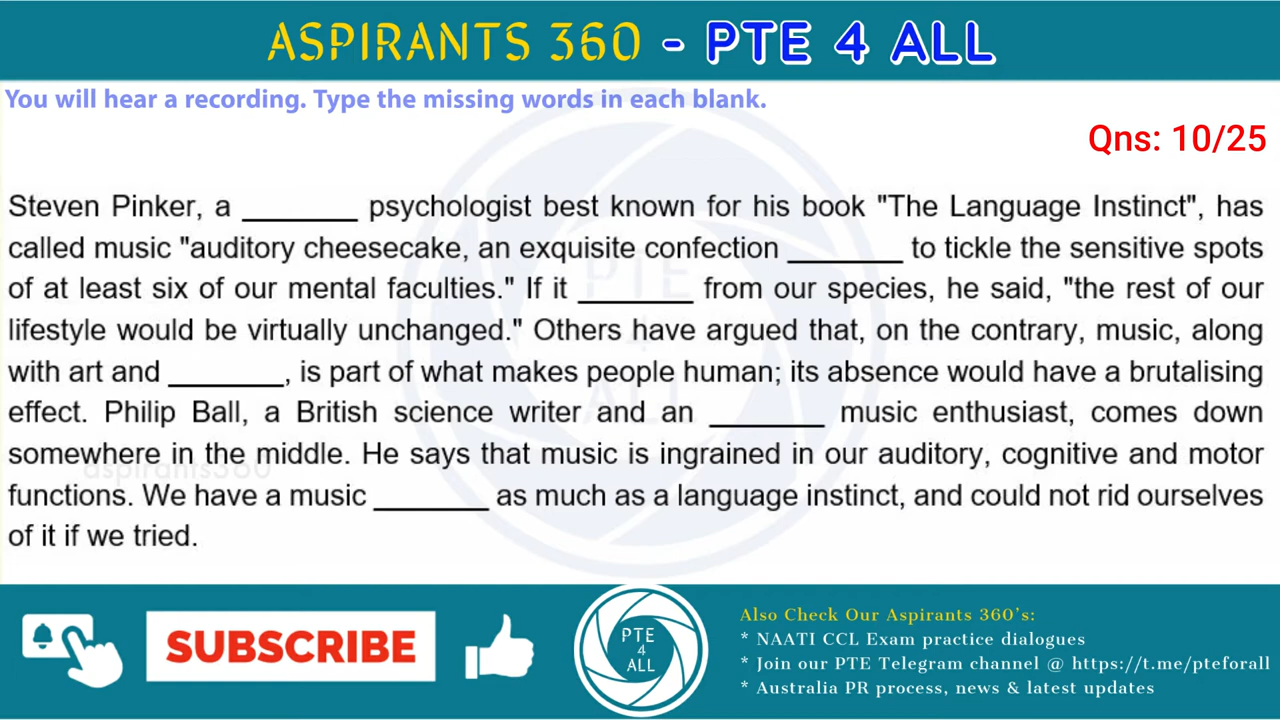 ASPIRANTS 360 - PTE 4 ALL
You will hear a recording. Type the missing words in each blank.
Qns: 10/25
Steven Pinker, a _______ psychologist best known for his book "The Language Instinct", has
called music "auditory cheesecake, an exquisite confection _______ to tickle the sensitive spots
of at least six of our mental faculties." If it _______ from our species, he said, "the rest of our
lifestyle would be virtually unchanged." Others have argued that, on the contrary, music, along
with art and _______, is part of what makes people human; its absence would have a brutalising
effect. Philip Ball, a British science writer and an _______ music enthusiast, comes down
somewhere in the middle. He says that music is ingrained in our auditory, cognitive and motor
functions. We have a music _______ as much as a language instinct, and could not rid ourselves
of it if we tried.
PTE
4
ALL
aspirants360
SUBSCRIBE
PTE
4
ALL
Also Check Our Aspirants 360's:
* NAATI CCL Exam practice dialogues
* Join our PTE Telegram channel @ https://t.me/pteforall
* Australia PR process, news & latest updates